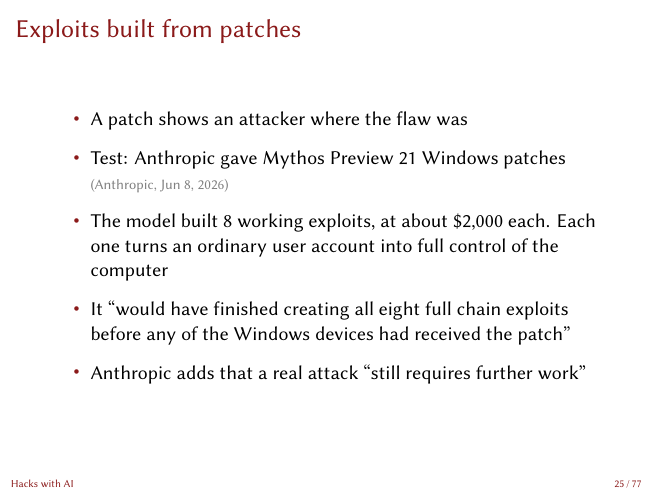 Exploits built from patches
• A patch shows an attacker where the flaw was
• Test: Anthropic gave Mythos Preview 21 Windows patches
(Anthropic, Jun 8, 2026)
• The model built 8 working exploits, at about $2,000 each. Each
one turns an ordinary user account into full control of the
computer
• It “would have finished creating all eight full chain exploits
before any of the Windows devices had received the patch”
• Anthropic adds that a real attack “still requires further work”
Hacks with AI
25 / 77